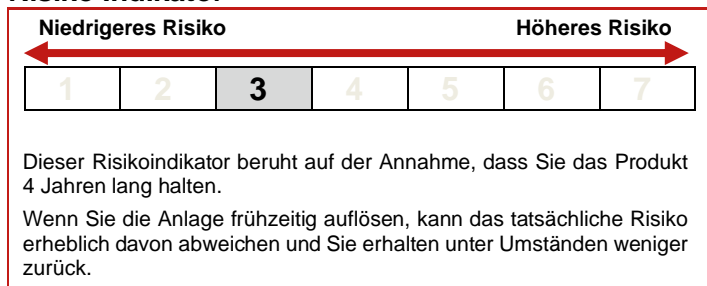 Niedrigeres Risiko Höheres Risiko
1 2 3 4 5 6 7
Dieser Risikoindikator beruht auf der Annahme, dass Sie das Produkt
4 Jahren lang halten.
Wenn Sie die Anlage frühzeitig auflösen, kann das tatsächliche Risiko
erheblich davon abweichen und Sie erhalten unter Umständen weniger
zurück.